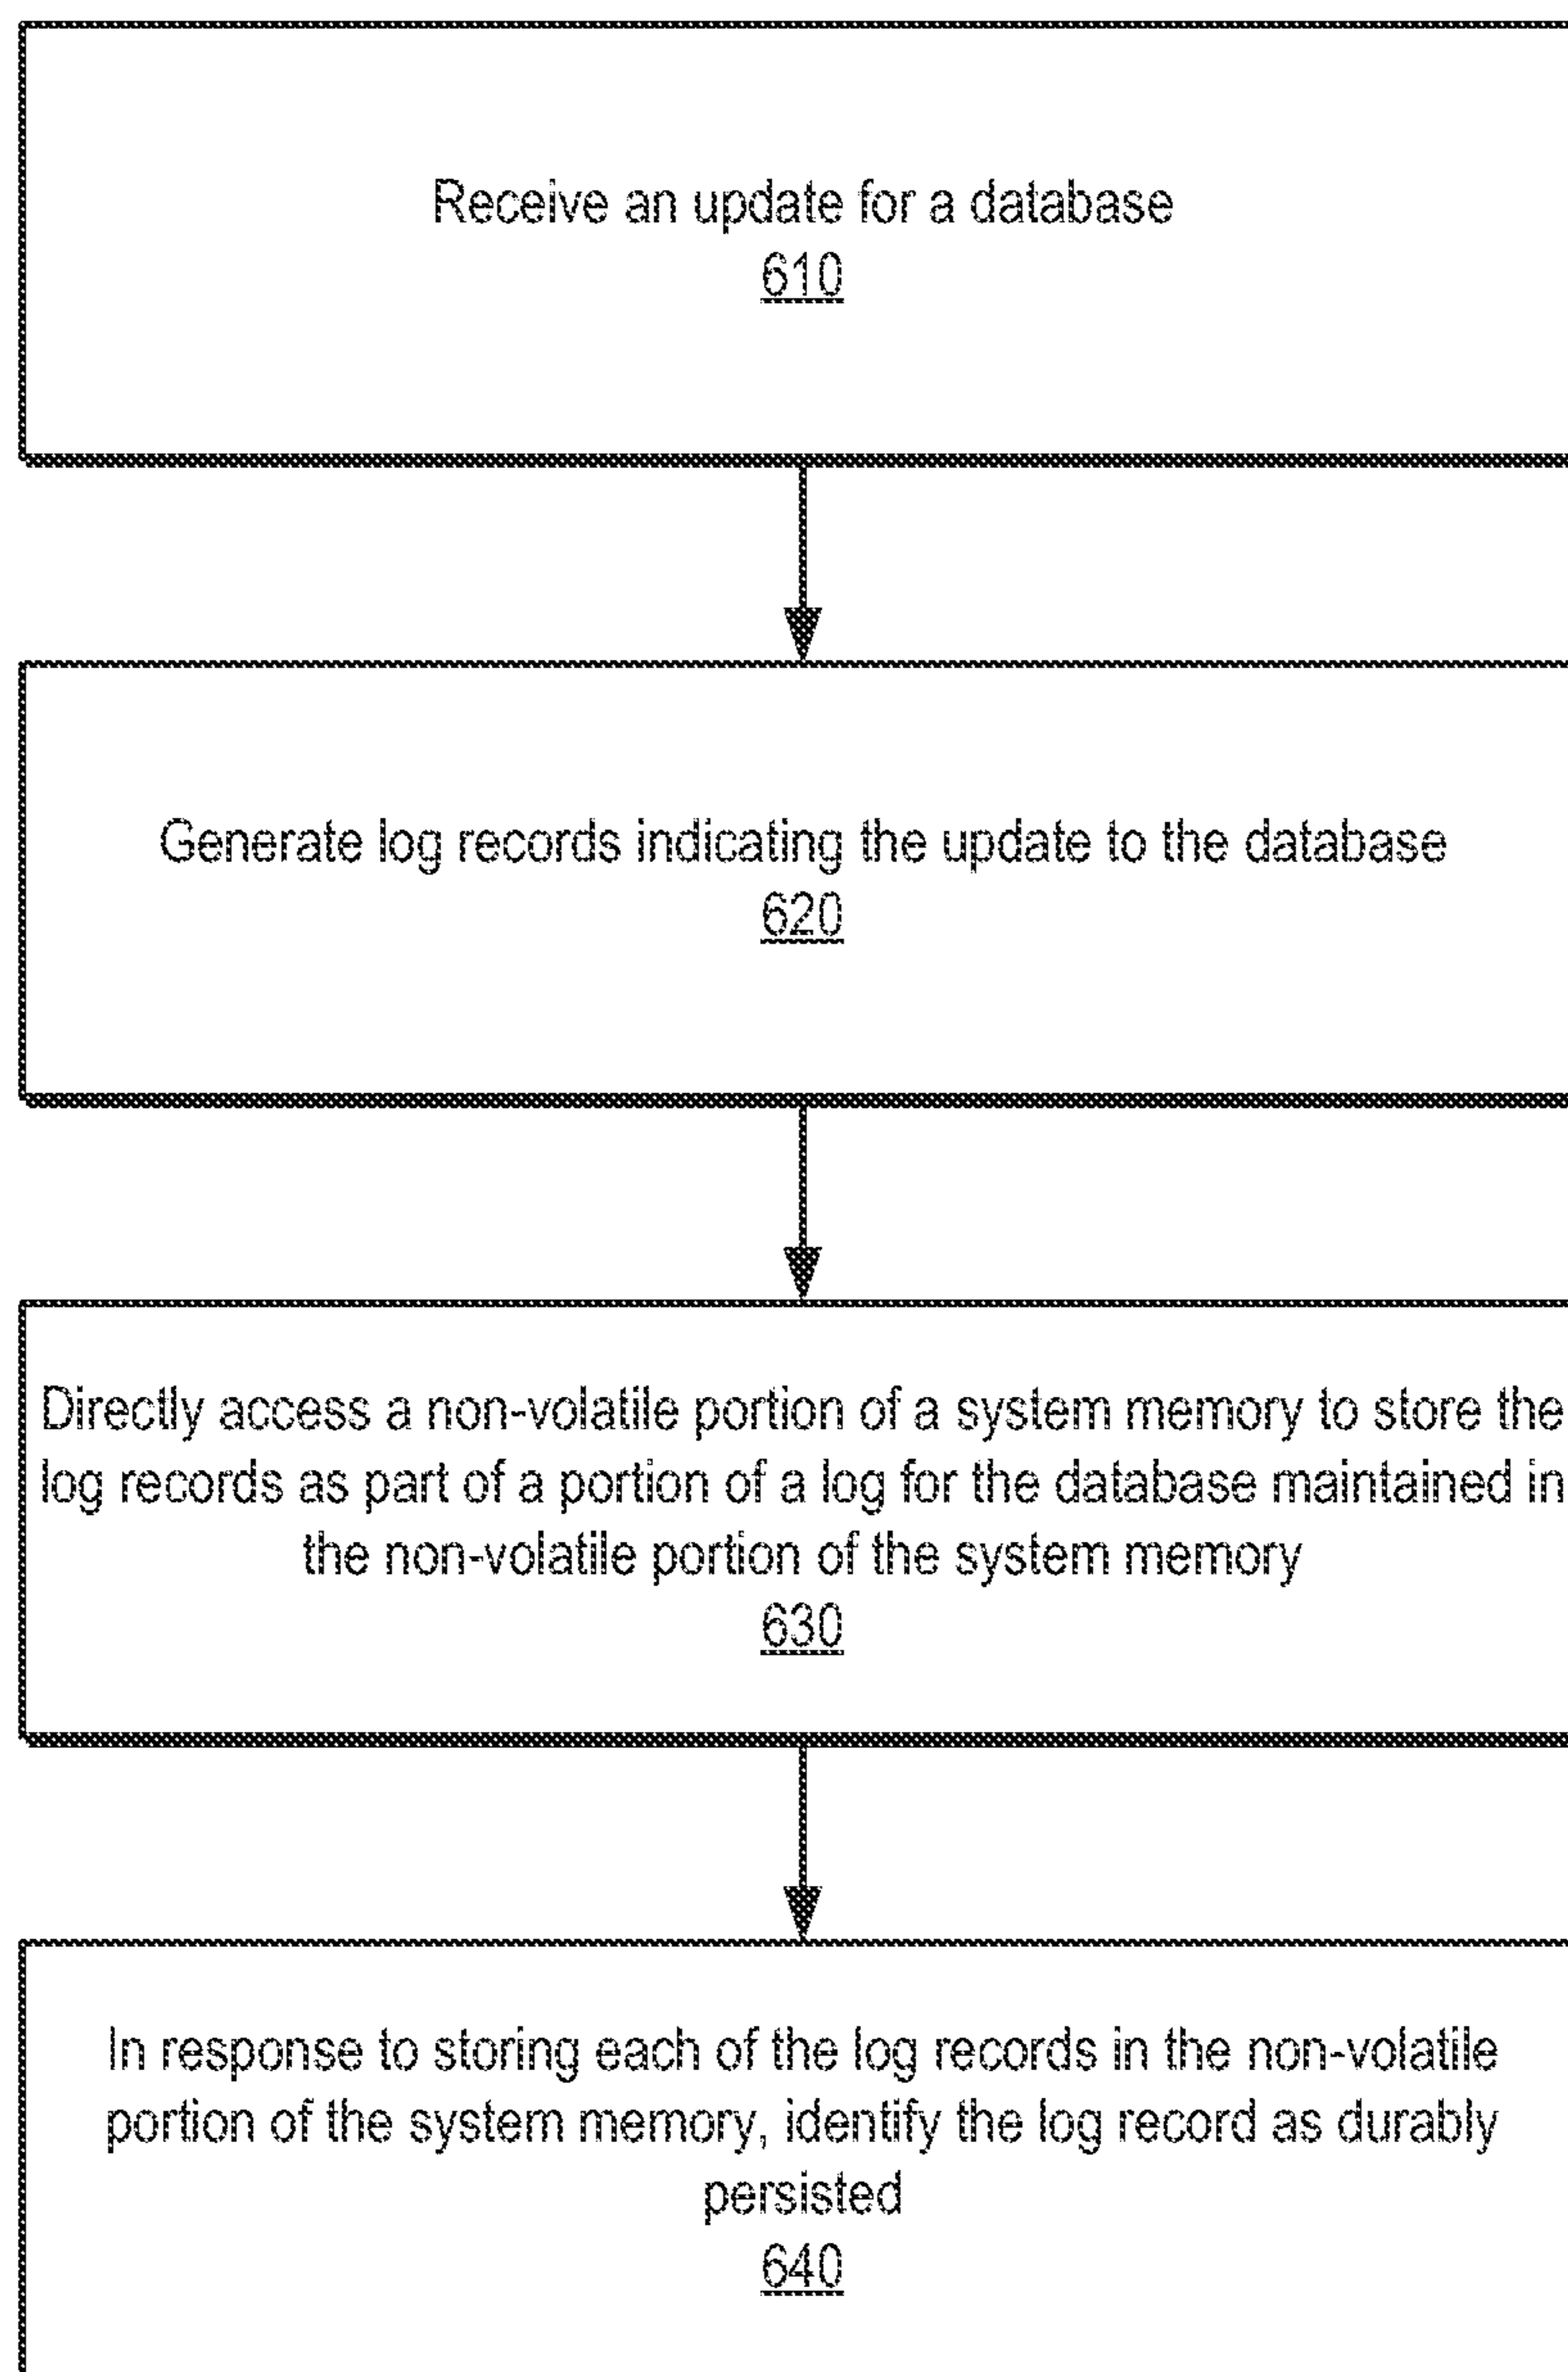 Receive an update for a database
610
Generate log records indicating the update to the database
620
Directly access a non-volatile portion of a system memory to store the
log records as part of a portion of a log for the database maintained in
the non-volatile portion of the system memory
630
In response to storing each of the log records in the non-volatile
portion of the system memory, identify the log record as durably
persisted
640